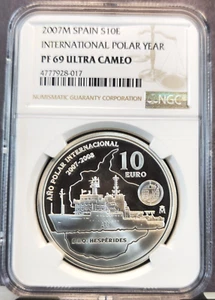 2007M SPAIN S10E
INTERNATIONAL POLAR YEAR
PF 69 ULTRA CAMEO
4777928-017
NUMISMATIC GUARANTY CORPORATION
NGC
AÑO POLAR INTERNACIONAL
2007-2008
10
EURO
M
B.I.O. HESPÉRIDES